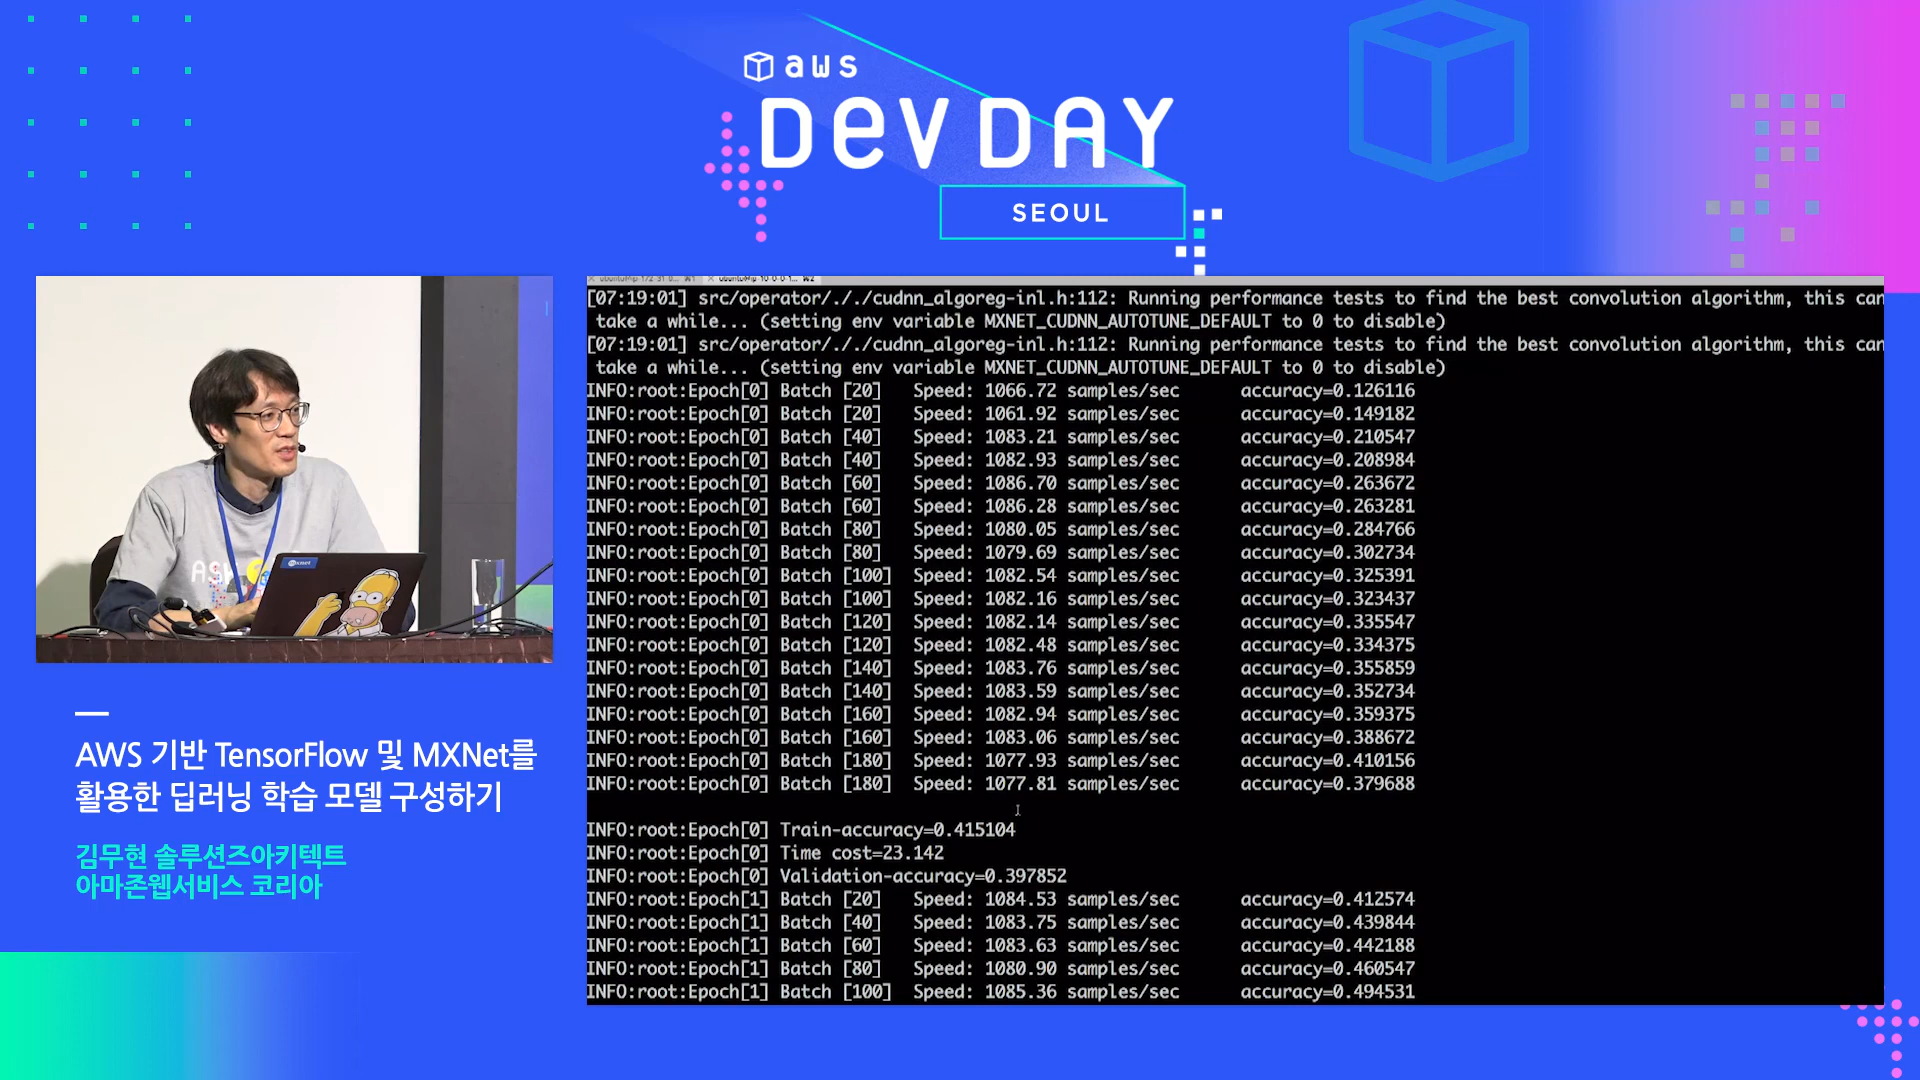 aws
DEV DAY
SEOUL
[07:19:01] src/operator/././cudnn_algoreg-inl.h:112: Running performance tests to find the best convolution algorithm, this can
take a while... (setting env variable MXNET_CUDNN_AUTOTUNE_DEFAULT to 0 to disable)
[07:19:01] src/operator/././cudnn_algoreg-inl.h:112: Running performance tests to find the best convolution algorithm, this can
take a while... (setting env variable MXNET_CUDNN_AUTOTUNE_DEFAULT to 0 to disable)
INFO:root:Epoch[0] Batch [20] Speed: 1066.72 samples/sec accuracy=0.126116
INFO:root:Epoch[0] Batch [20] Speed: 1061.92 samples/sec accuracy=0.149182
INFO:root:Epoch[0] Batch [40] Speed: 1083.21 samples/sec accuracy=0.210547
INFO:root:Epoch[0] Batch [40] Speed: 1082.93 samples/sec accuracy=0.208984
INFO:root:Epoch[0] Batch [60] Speed: 1086.70 samples/sec accuracy=0.263672
INFO:root:Epoch[0] Batch [60] Speed: 1086.28 samples/sec accuracy=0.263281
INFO:root:Epoch[0] Batch [80] Speed: 1080.05 samples/sec accuracy=0.284766
INFO:root:Epoch[0] Batch [80] Speed: 1079.69 samples/sec accuracy=0.302734
INFO:root:Epoch[0] Batch [100] Speed: 1082.54 samples/sec accuracy=0.325391
INFO:root:Epoch[0] Batch [100] Speed: 1082.16 samples/sec accuracy=0.323437
INFO:root:Epoch[0] Batch [120] Speed: 1082.14 samples/sec accuracy=0.335547
INFO:root:Epoch[0] Batch [120] Speed: 1082.48 samples/sec accuracy=0.334375
INFO:root:Epoch[0] Batch [140] Speed: 1083.76 samples/sec accuracy=0.355859
INFO:root:Epoch[0] Batch [140] Speed: 1083.59 samples/sec accuracy=0.352734
INFO:root:Epoch[0] Batch [160] Speed: 1082.94 samples/sec accuracy=0.359375
INFO:root:Epoch[0] Batch [160] Speed: 1083.06 samples/sec accuracy=0.388672
INFO:root:Epoch[0] Batch [180] Speed: 1077.93 samples/sec accuracy=0.410156
INFO:root:Epoch[0] Batch [180] Speed: 1077.81 samples/sec accuracy=0.379688
INFO:root:Epoch[0] Train-accuracy=0.415104
INFO:root:Epoch[0] Time cost=23.142
INFO:root:Epoch[0] Validation-accuracy=0.397852
INFO:root:Epoch[1] Batch [20] Speed: 1084.53 samples/sec accuracy=0.412574
INFO:root:Epoch[1] Batch [40] Speed: 1083.75 samples/sec accuracy=0.439844
INFO:root:Epoch[1] Batch [60] Speed: 1083.63 samples/sec accuracy=0.442188
INFO:root:Epoch[1] Batch [80] Speed: 1080.90 samples/sec accuracy=0.460547
INFO:root:Epoch[1] Batch [100] Speed: 1085.36 samples/sec accuracy=0.494531
mxnet
AWS 기반 TensorFlow 및 MXNet를
활용한 딥러닝 학습 모델 구성하기
김무현 솔루션즈아키텍트
아마존웹서비스 코리아